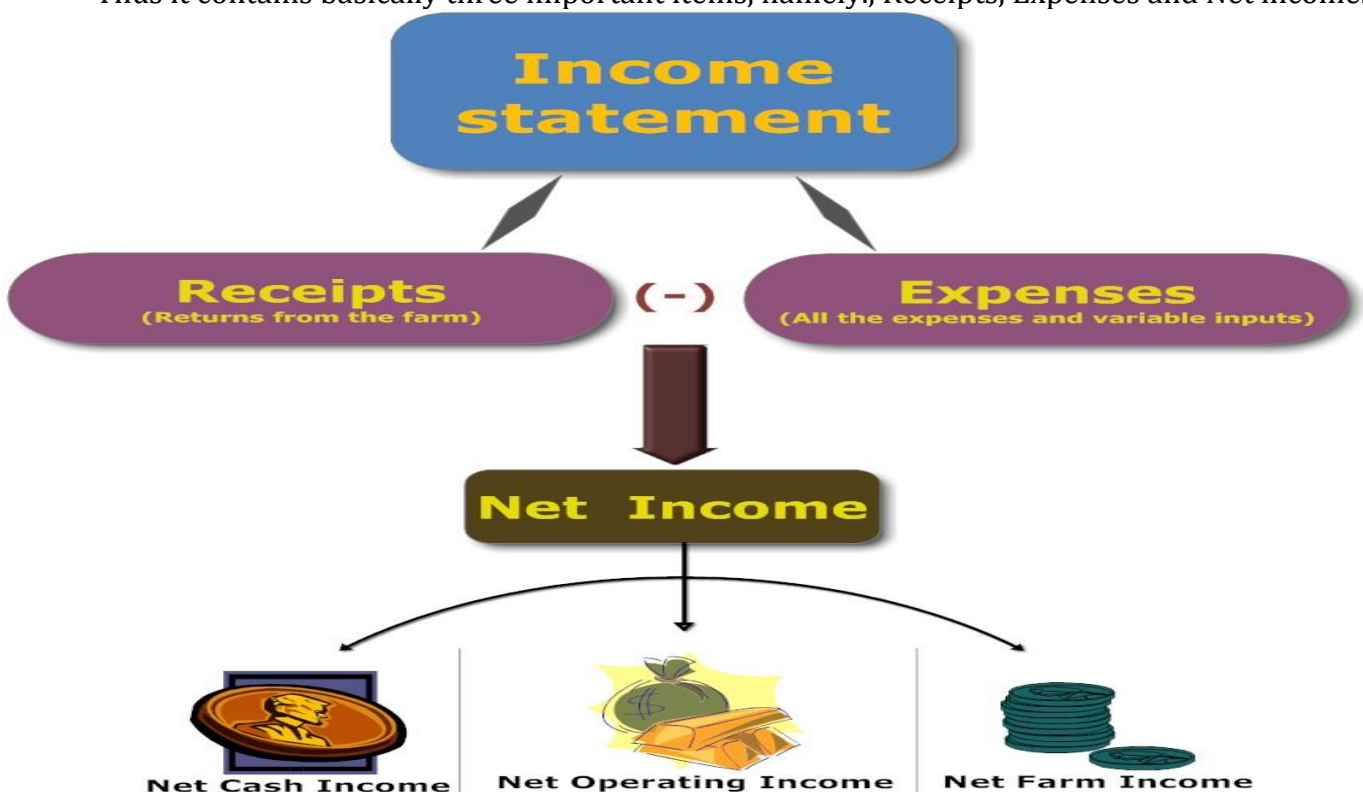 Thus it contains basically three important items, namely., Receipts, Expenses and Net income.
Income
statement
Receipts
(Returns from the farm)
(-)
Expenses
(All the expenses and variable inputs)
Net Income
$
Net Cash Income
Net Operating Income
Net Farm Income